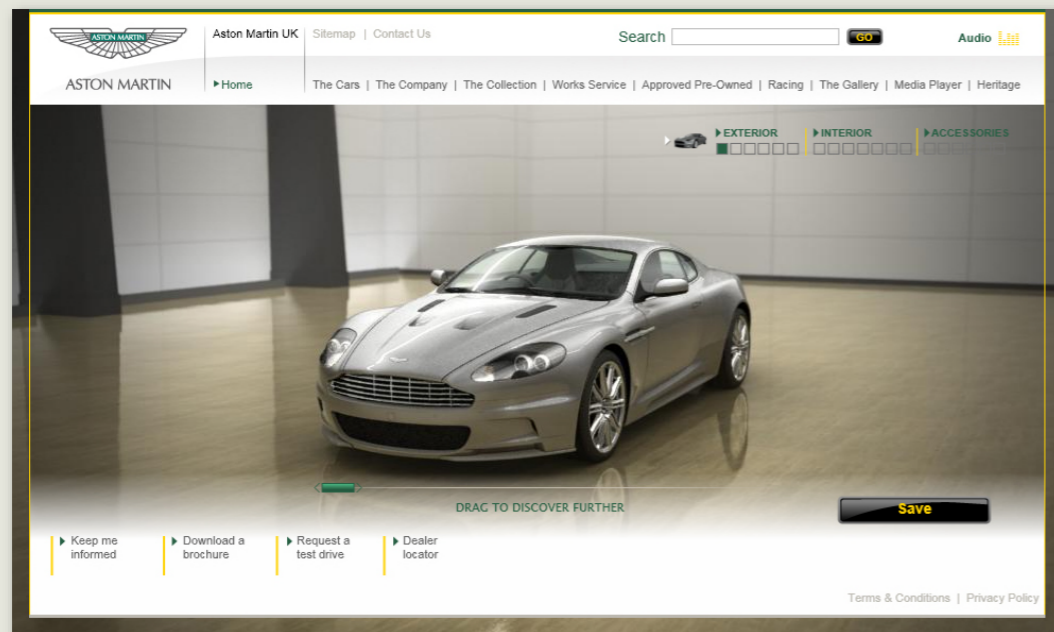 ASTON MARTIN
Aston Martin UK
Sitemap | Contact Us
Search
GO
Audio
ASTON MARTIN
Home
The Cars | The Company | The Collection | Works Service | Approved Pre-Owned | Racing | The Gallery | Media Player | Heritage
EXTERIOR
INTERIOR
ACCESSORIES
DRAG TO DISCOVER FURTHER
Save
Keep me
informed
Download a
brochure
Request a
test drive
Dealer
locator
Terms & Conditions | Privacy Policy